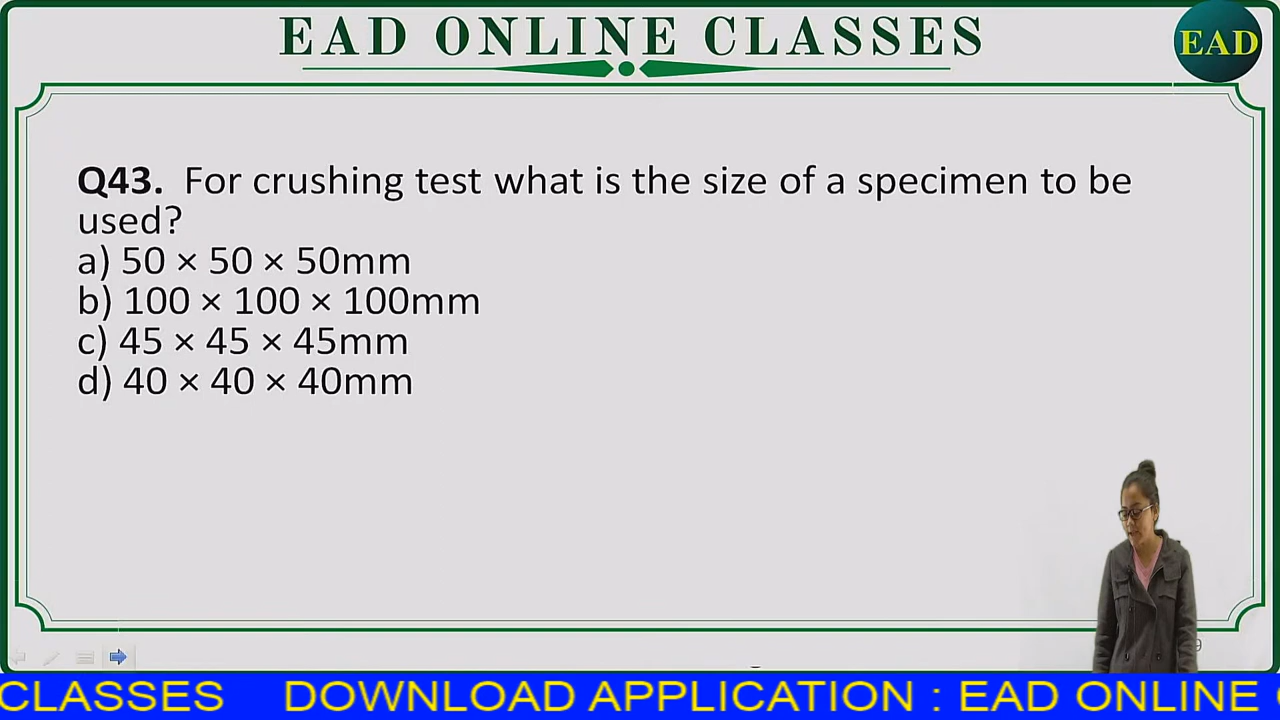 EAD ONLINE CLASSES
EAD
Q43. For crushing test what is the size of a specimen to be
used?
a) 50 × 50 × 50mm
b) 100 × 100 × 100mm
c) 45 × 45 × 45mm
d) 40 × 40 × 40mm
9
CLASSES DOWNLOAD APPLICATION : EAD ONLINE